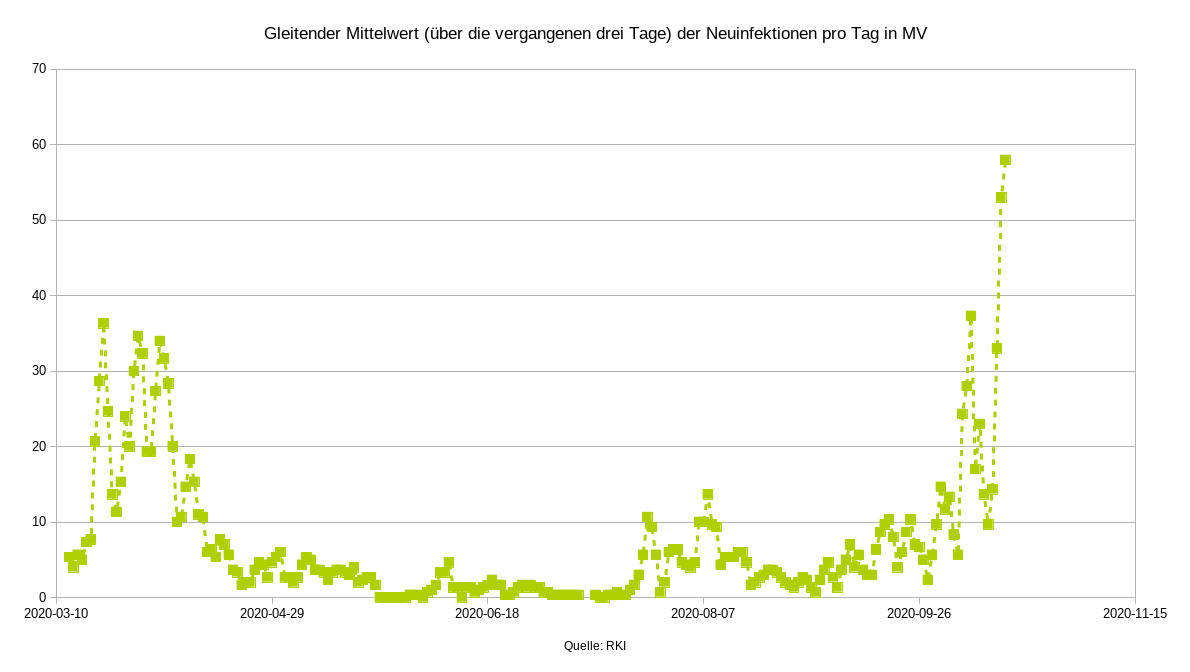 Gleitender Mittelwert (über die vergangenen drei Tage) der Neuinfektionen pro Tag in MV
70
60
50
40
30
20
10
0
2020-03-10 2020-04-29 2020-06-18 2020-08-07 2020-09-26 2020-11-15
Quelle: RKI